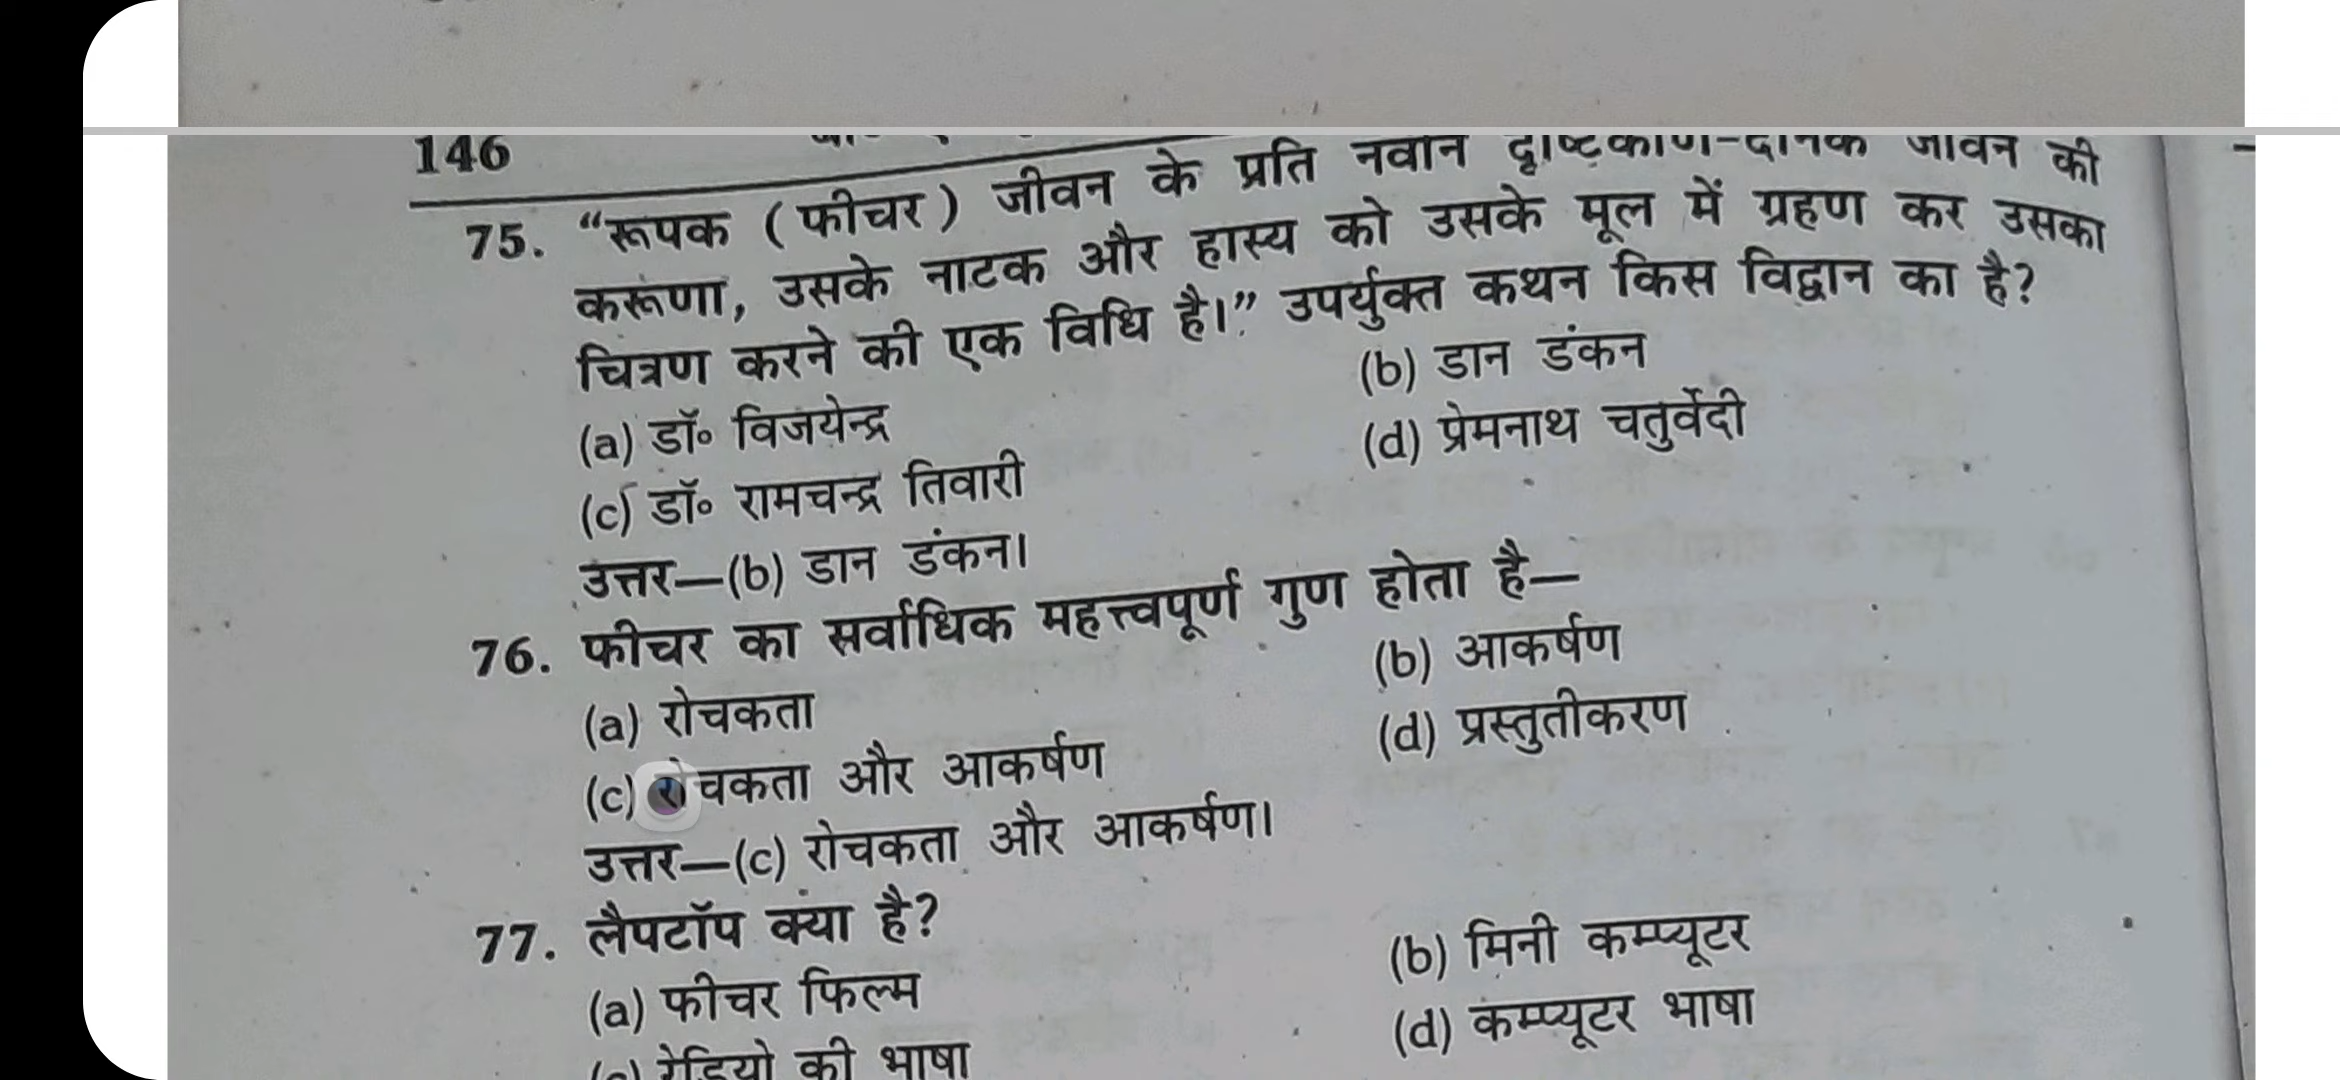 146
75. “रूपक (फीचर) जीवन के प्रति नवीन दृष्टिकोण-दैनिक जीवन की
करूणा, उसके नाटक और हास्य को उसके मूल में ग्रहण कर उसका
चित्रण करने की एक विधि है।” उपर्युक्त कथन किस विद्वान का है?
(a) डॉ० विजयेन्द्र (b) डान डंकन
(c) डॉ० रामचन्द्र तिवारी (d) प्रेमनाथ चतुर्वेदी
उत्तर—(b) डान डंकन।
76. फीचर का सर्वाधिक महत्त्वपूर्ण गुण होता है—
(a) रोचकता (b) आकर्षण
(c) रोचकता और आकर्षण (d) प्रस्तुतीकरण
उत्तर—(c) रोचकता और आकर्षण।
77. लैपटॉप क्या है?
(a) फीचर फिल्म (b) मिनी कम्प्यूटर
(c) रेडियो की भाषा (d) कम्प्यूटर भाषा